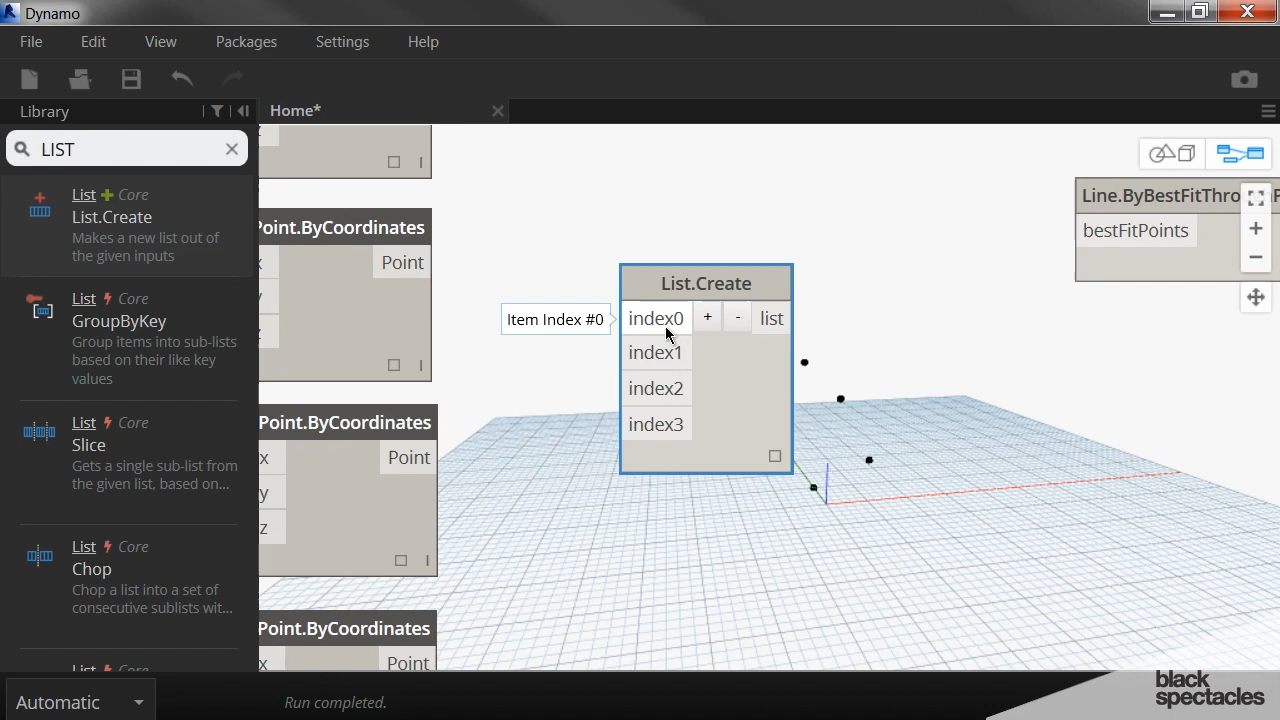 Dynamo
File Edit View Packages Settings Help
Library
Home*
LIST
List Core
List.Create
Makes a new list out of
the given inputs
List Core
GroupByKey
Group items into sub-lists
based on their like key
values
List Core
Slice
Gets a single sub-list from
the given list, based on...
List Core
Chop
Chop a list into a set of
consecutive sublists wit...
List Core
Point.ByCoordinates
x Point
y
z
Point.ByCoordinates
x Point
y
z
Point.ByCoordinates
x Point
Item Index #0
List.Create
index0 + - list
index1
index2
index3
Line.ByBestFitThro
bestFitPoints
Automatic
Run completed.
black
spectacles